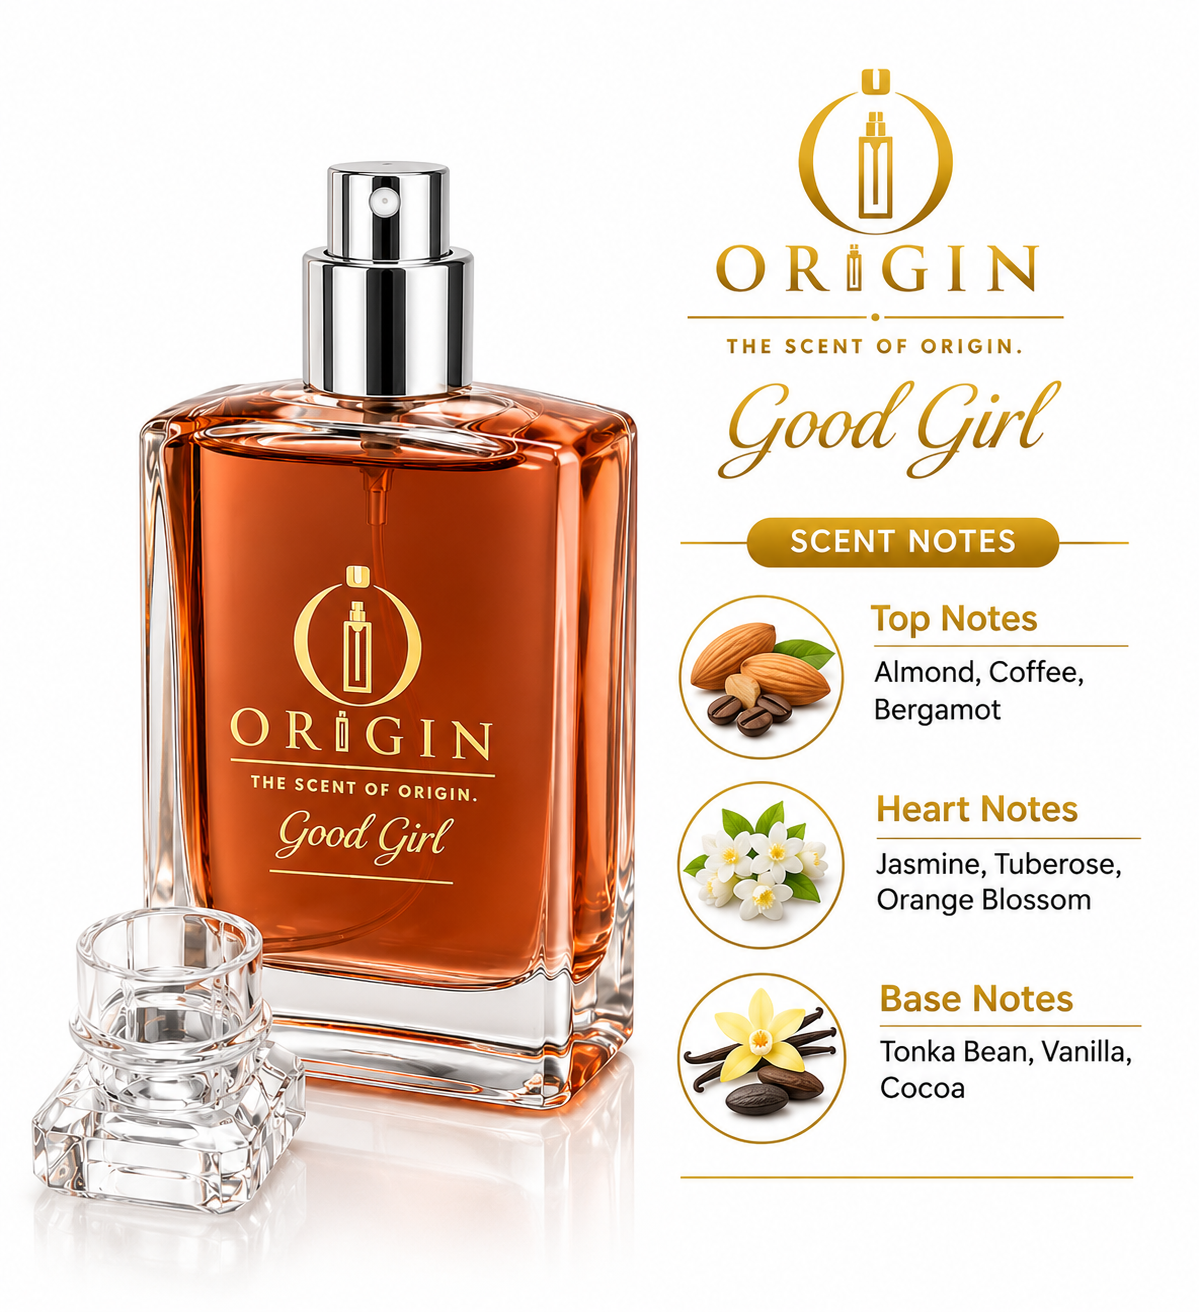 ORIGIN
THE SCENT OF ORIGIN.
Good Girl
ORIGIN
THE SCENT OF ORIGIN.
Good Girl
SCENT NOTES
Top Notes
Almond, Coffee,
Bergamot
Heart Notes
Jasmine, Tuberose,
Orange Blossom
Base Notes
Tonka Bean, Vanilla,
Cocoa